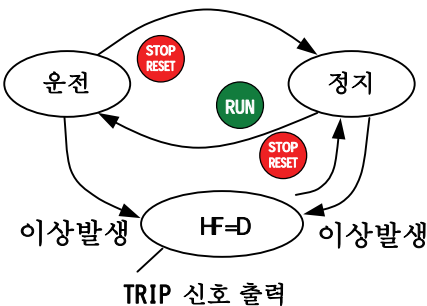 STOP
RESET
운전
정지
RUN
STOP
RESET
이상발생
HF=D
이상발생
TRIP 신호 출력